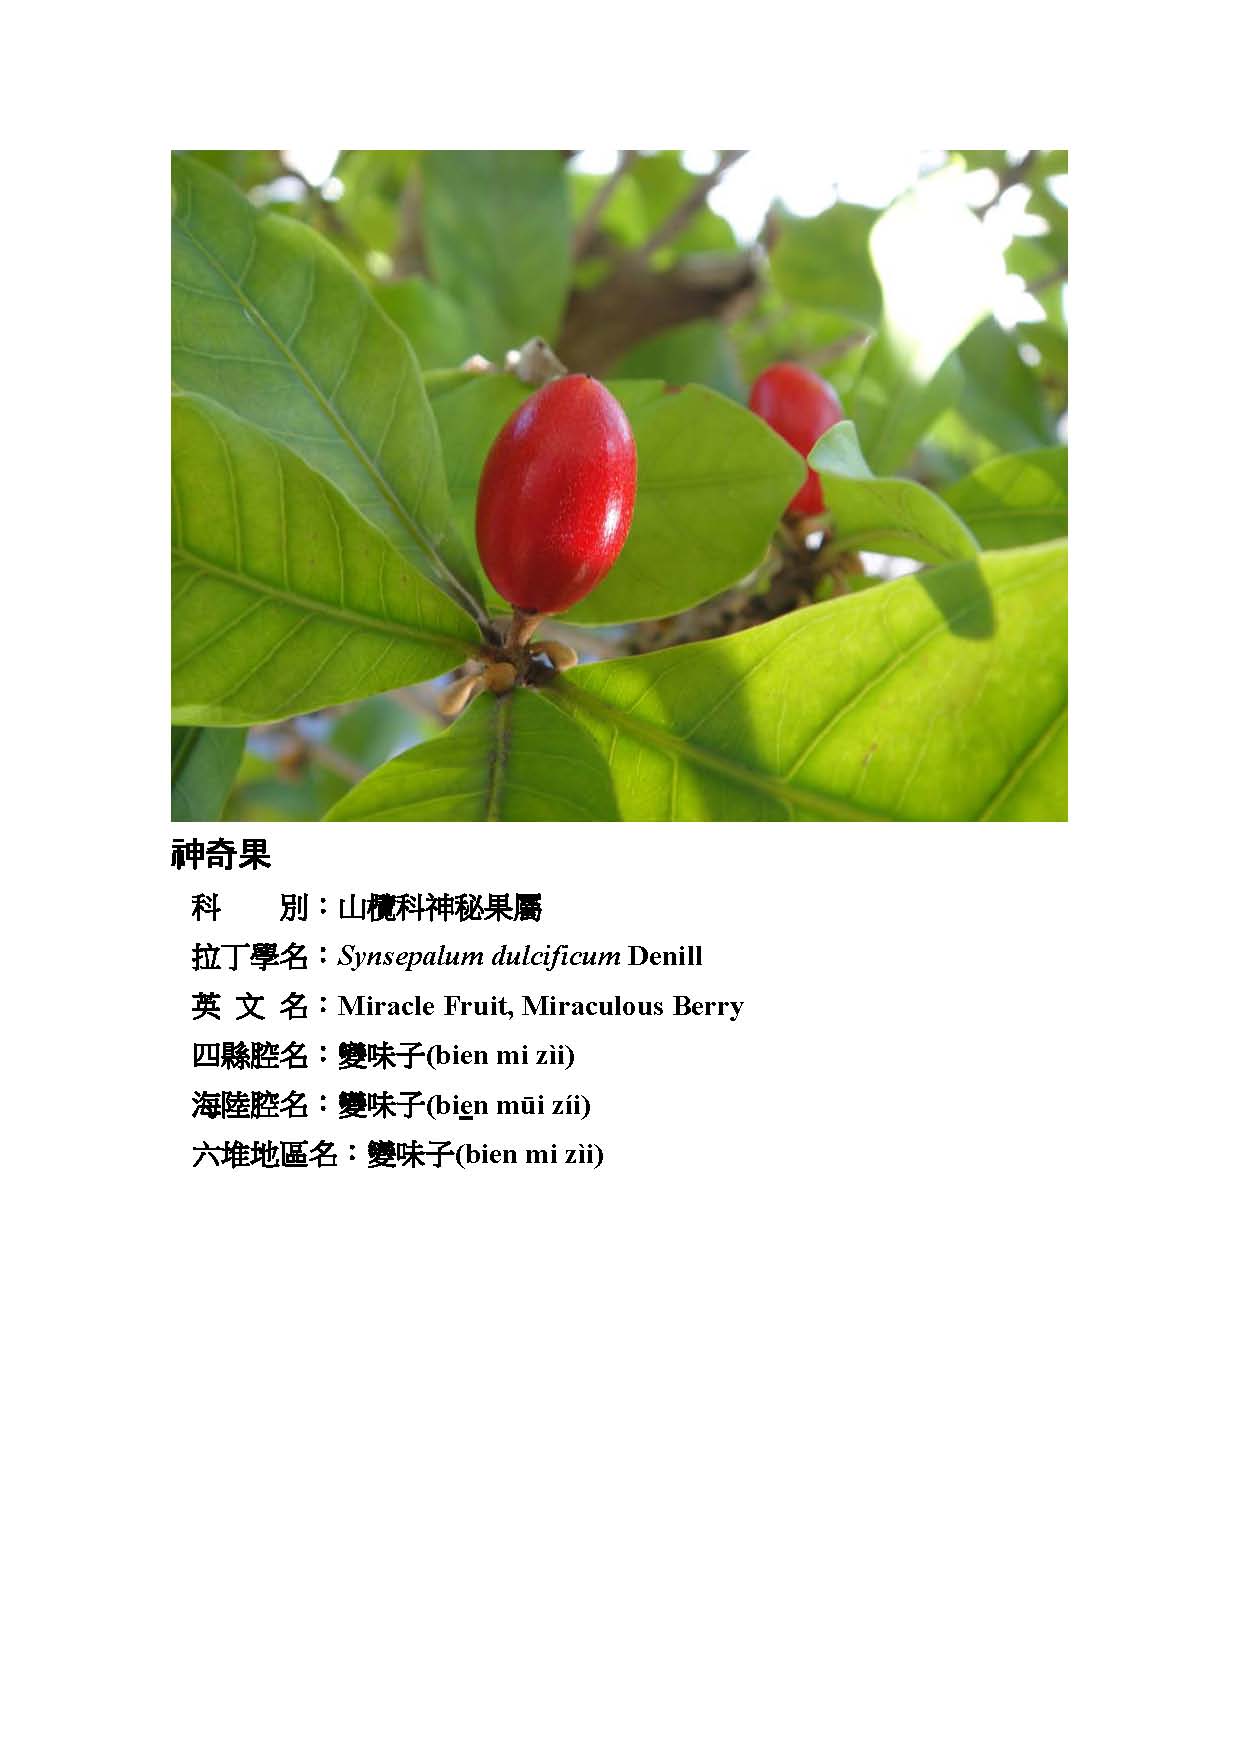 神奇果
科　　別：山欖科神秘果屬
拉丁學名：Synsepalum dulcificum Denill
英 文 名：Miracle Fruit, Miraculous Berry
四縣腔名：變味子(bien mi zìi)
海陸腔名：變味子(bien mūi zíi)
六堆地區名：變味子(bien mi zìi)